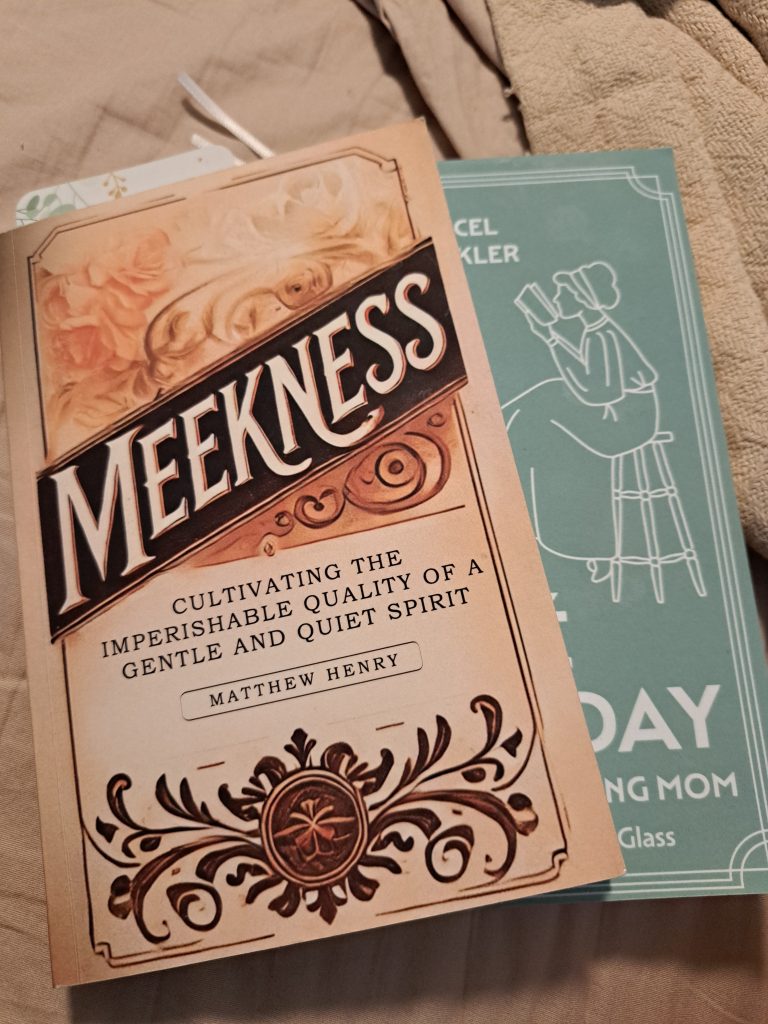 MEEKNESS
CULTIVATING THE
IMPERISHABLE QUALITY OF A
GENTLE AND QUIET SPIRIT
MATTHEW HENRY
CEL
KLER
DAY
NG MOM
Glass